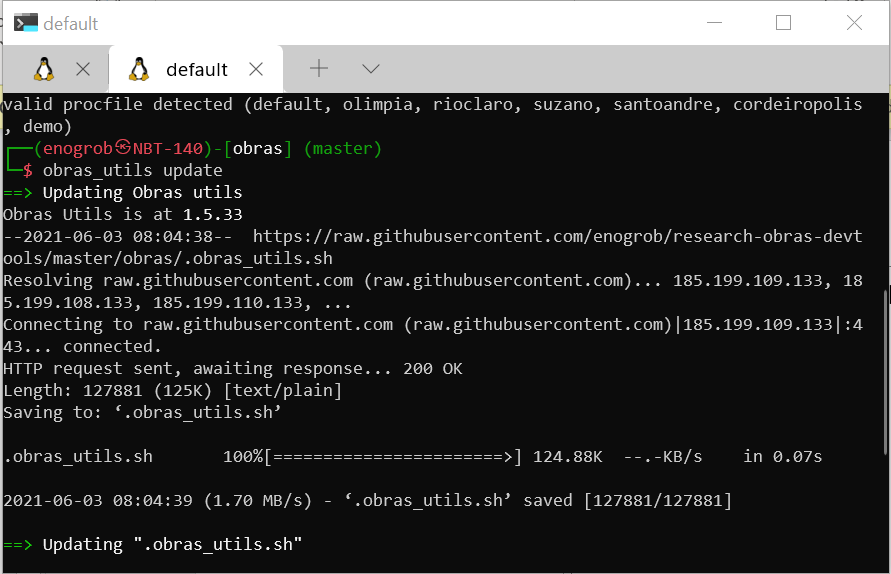 default
default
valid procfile detected (default, olimpia, rioclaro, suzano, santoandre, cordeiropolis
, demo)
┌──(enogrob㉿NBT-140)-[obras] (master)
└─$ obras_utils update
==> Updating Obras utils
Obras Utils is at 1.5.33
--2021-06-03 08:04:38--  https://raw.githubusercontent.com/enogrob/research-obras-devt
ools/master/obras/.obras_utils.sh
Resolving raw.githubusercontent.com (raw.githubusercontent.com)... 185.199.109.133, 18
5.199.108.133, 185.199.110.133, ...
Connecting to raw.githubusercontent.com (raw.githubusercontent.com)|185.199.109.133|:4
43... connected.
HTTP request sent, awaiting response... 200 OK
Length: 127881 (125K) [text/plain]
Saving to: ‘.obras_utils.sh’
.obras_utils.sh       100%[=======================>] 124.88K  --.-KB/s    in 0.07s
2021-06-03 08:04:39 (1.70 MB/s) - ‘.obras_utils.sh’ saved [127881/127881]
==> Updating ".obras_utils.sh"